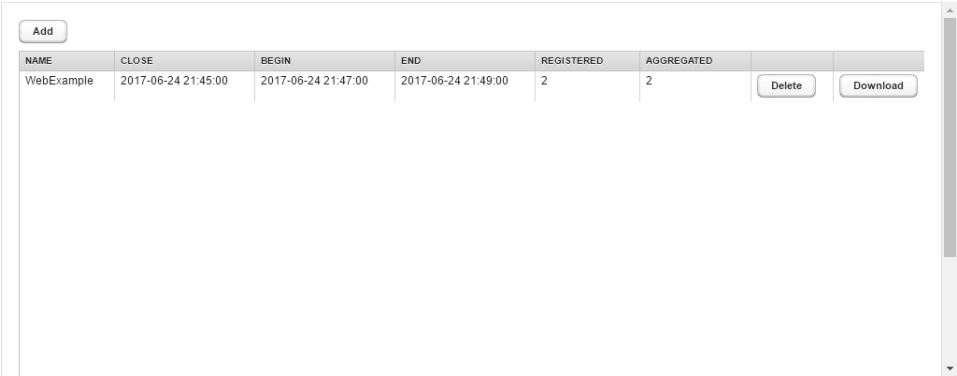 Add
NAME CLOSE BEGIN END REGISTERED AGGREGATED
WebExample 2017-06-24 21:45:00 2017-06-24 21:47:00 2017-06-24 21:49:00 2 2 Delete Download